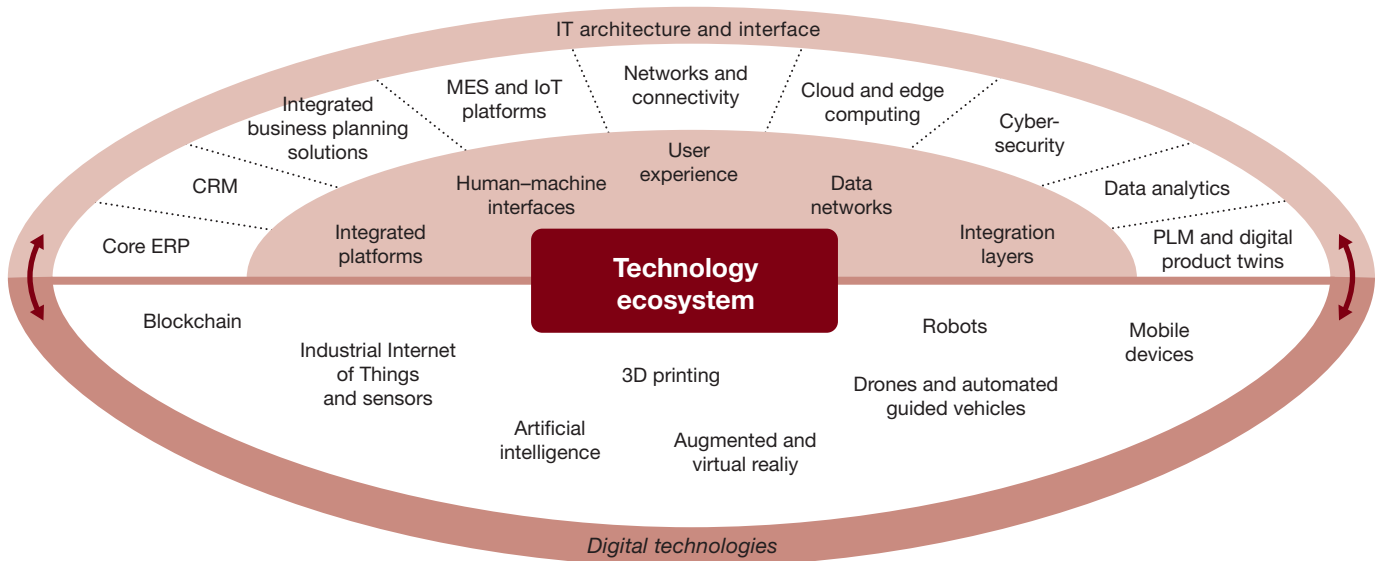 IT architecture and interface
Core ERP
CRM
Integrated
business planning
solutions
MES and IoT
platforms
Networks and
connectivity
Cloud and edge
computing
Cyber-
security
Data analytics
PLM and digital
product twins
Integrated
platforms
Human–machine
interfaces
User
experience
Data
networks
Integration
layers
Technology
ecosystem
Blockchain
Industrial Internet
of Things
and sensors
Artificial
intelligence
3D printing
Augmented and
virtual realiy
Robots
Drones and automated
guided vehicles
Mobile
devices
Digital technologies